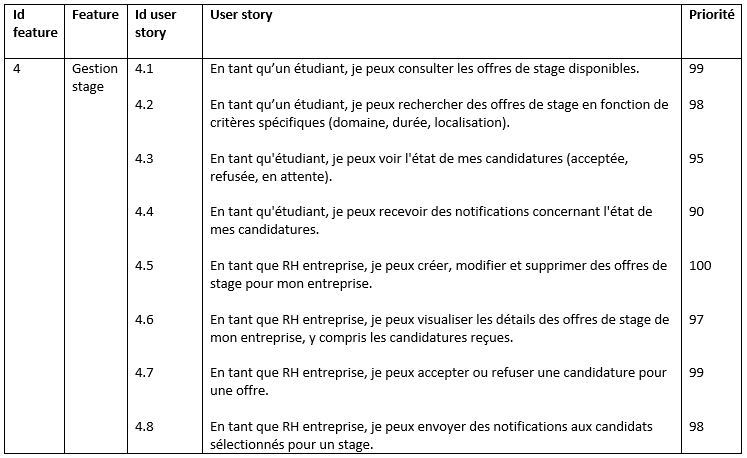 Id feature Feature Id user story User story Priorité
4 Gestion stage 4.1 En tant qu’un étudiant, je peux consulter les offres de stage disponibles. 99
4.2 En tant qu’un étudiant, je peux rechercher des offres de stage en fonction de 98
critères spécifiques (domaine, durée, localisation).
4.3 En tant qu'étudiant, je peux voir l'état de mes candidatures (acceptée, 95
refusée, en attente).
4.4 En tant qu'étudiant, je peux recevoir des notifications concernant l'état de 90
mes candidatures.
4.5 En tant que RH entreprise, je peux créer, modifier et supprimer des offres de 100
stage pour mon entreprise.
4.6 En tant que RH entreprise, je peux visualiser les détails des offres de stage de 97
mon entreprise, y compris les candidatures reçues.
4.7 En tant que RH entreprise, je peux accepter ou refuser une candidature pour 99
une offre.
4.8 En tant que RH entreprise, je peux envoyer des notifications aux candidats 98
sélectionnés pour un stage.